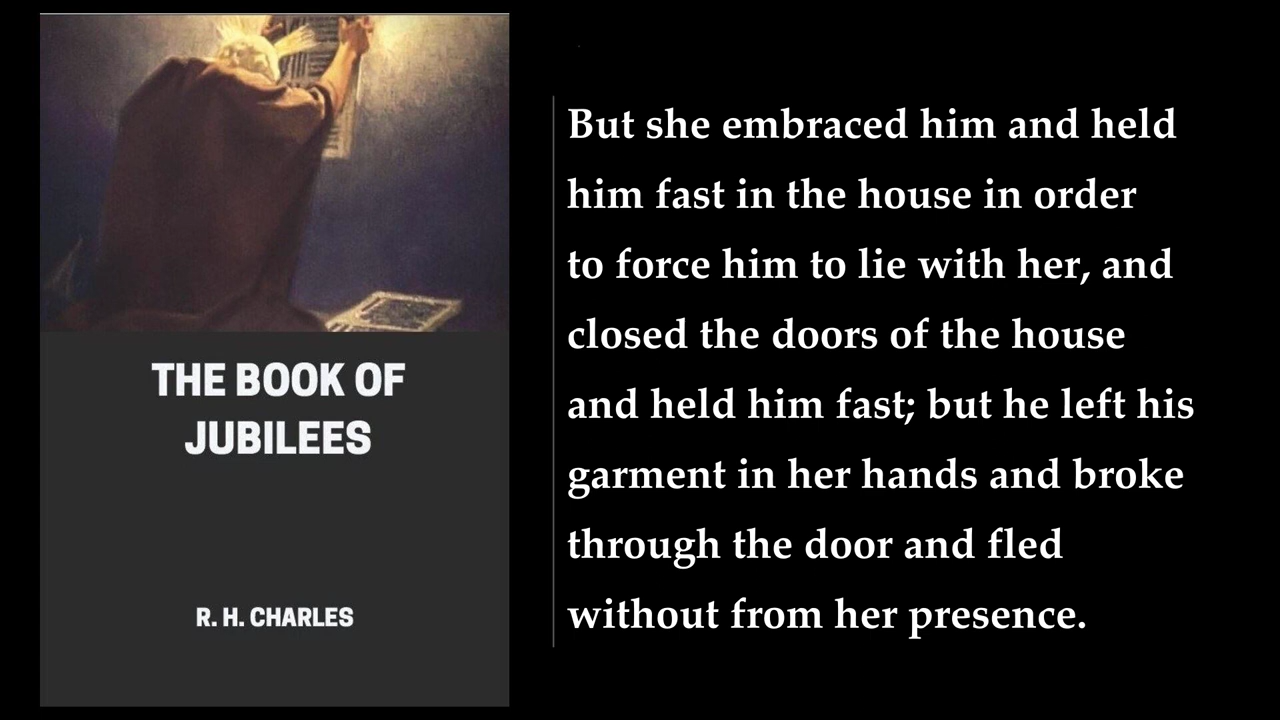 THE BOOK OF
JUBILEES
R. H. CHARLES
But she embraced him and held
him fast in the house in order
to force him to lie with her, and
closed the doors of the house
and held him fast; but he left his
garment in her hands and broke
through the door and fled
without from her presence.